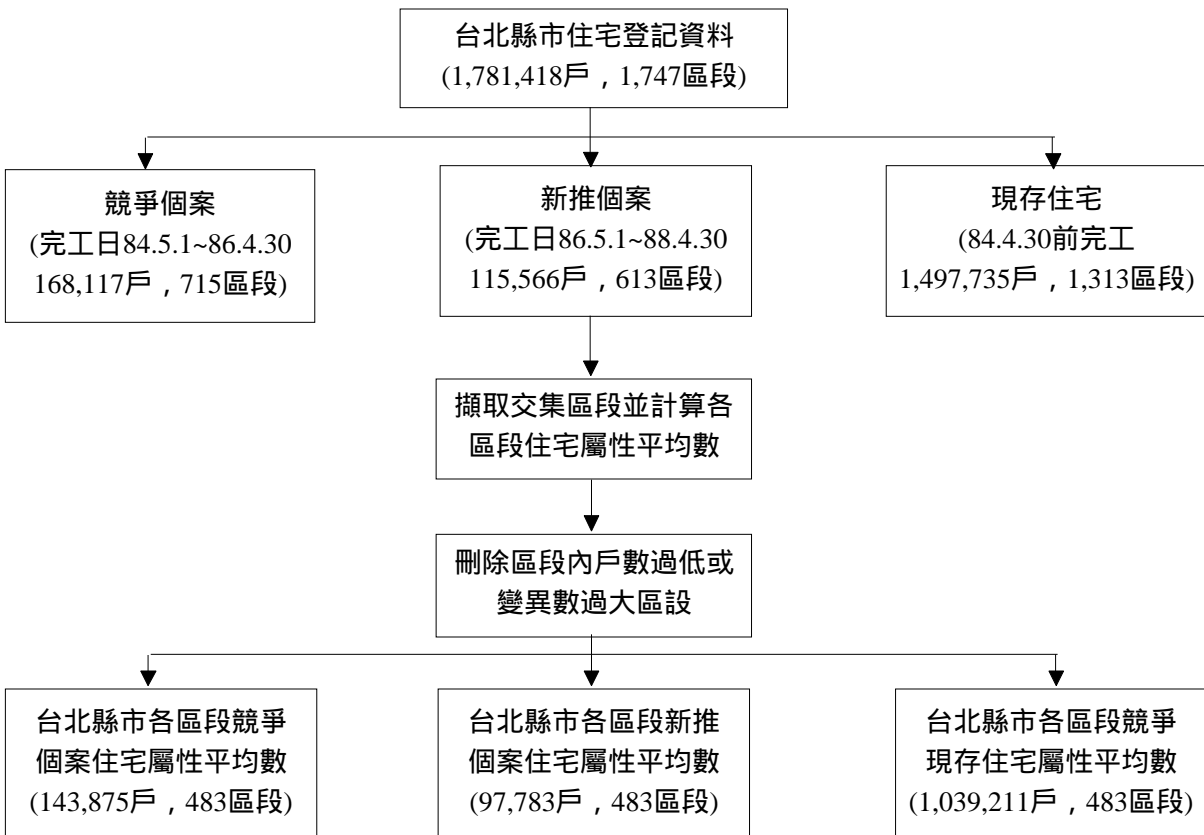 台北縣市住宅登記資料
(1,781,418戶，1,747區段)
競爭個案
(完工日84.5.1~86.4.30
168,117戶，715區段)
新推個案
(完工日86.5.1~88.4.30
115,566戶，613區段)
現存住宅
(84.4.30前完工
1,497,735戶，1,313區段)
擷取交集區段並計算各
區段住宅屬性平均數
刪除區段內戶數過低或
變異數過大區設
台北縣市各區段競爭
個案住宅屬性平均數
(143,875戶，483區段)
台北縣市各區段新推
個案住宅屬性平均數
(97,783戶，483區段)
台北縣市各區段競爭
現存住宅屬性平均數
(1,039,211戶，483區段)